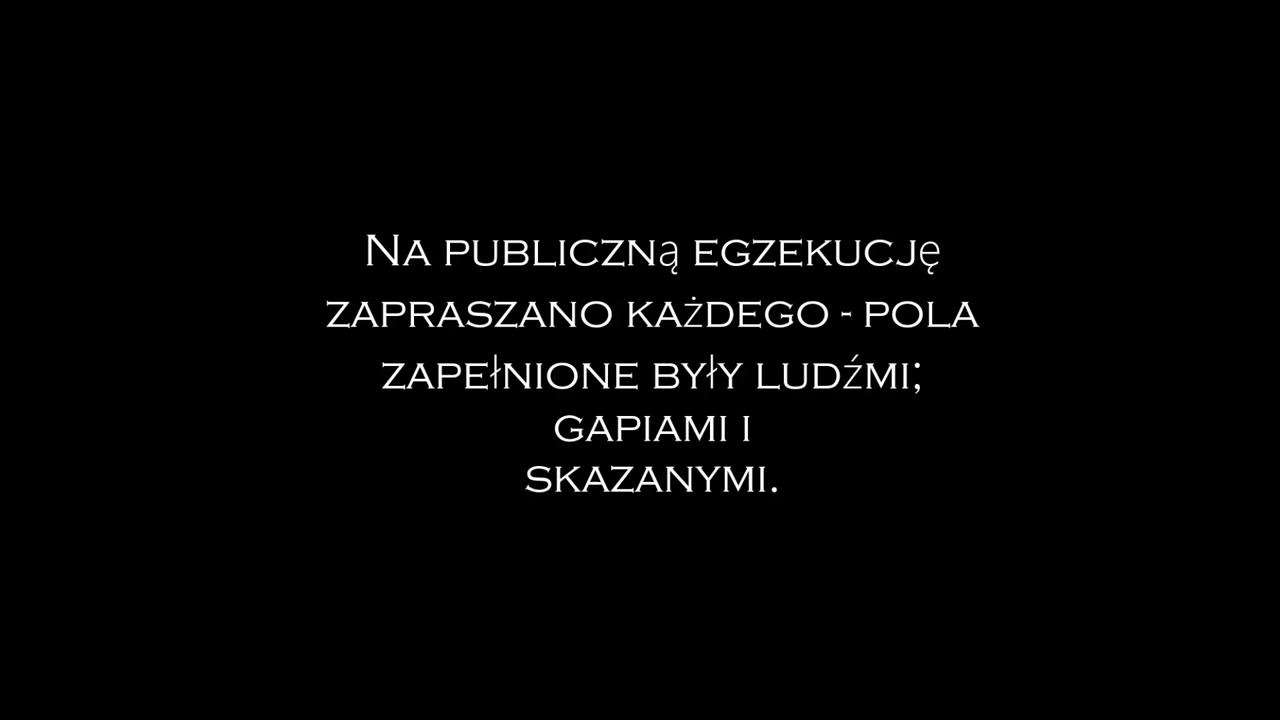 Na publiczną egzekucję
zapraszano każdego - pola
zapełnione były ludźmi;
gapiami i
skazanymi.